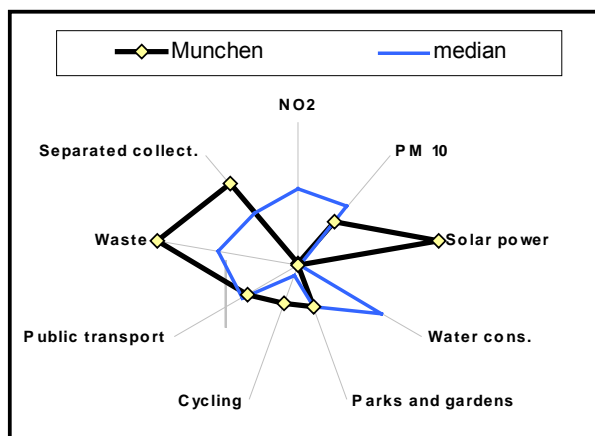 Munchen
median
NO2
Separated collect.
PM 10
Waste
Solar power
Public transport
Water cons.
Cycling
Parks and gardens